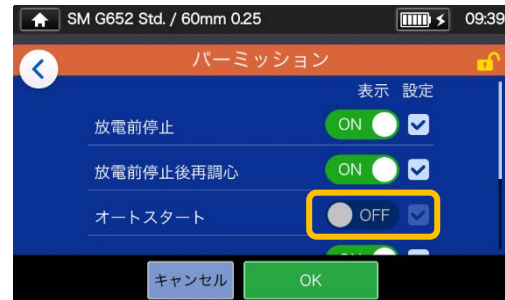 SM G652 Std. / 60mm 0.25 09:39
パーミッション
表示 設定
放電前停止 ON
放電前停止後再調心 ON
オートスタート OFF
キャンセル OK